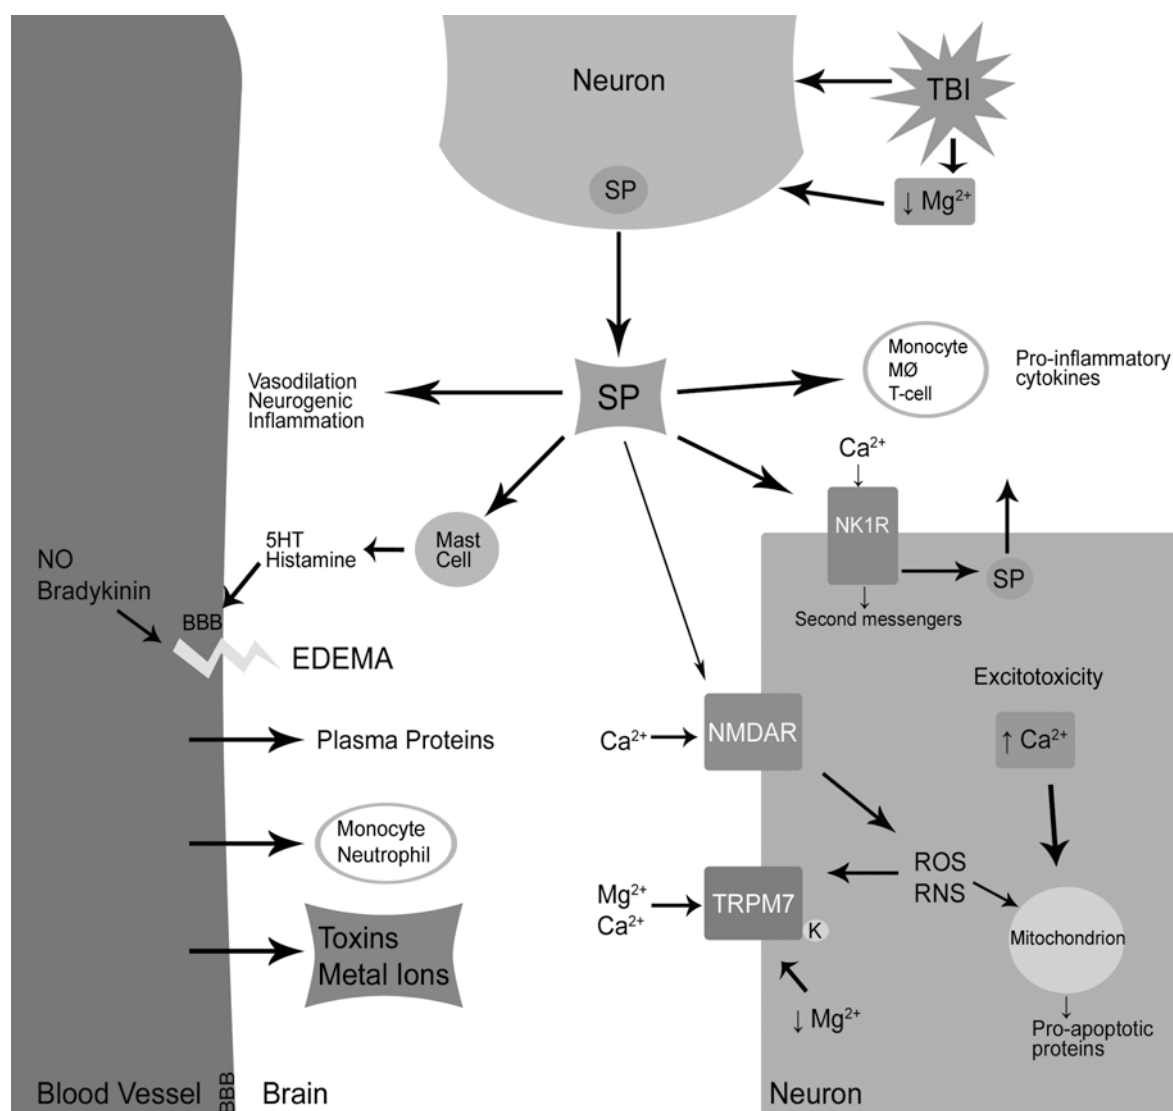 Neuron
TBI
SP
↓ Mg²⁺
Monocyte
MØ
T-cell
Pro-inflammatory
cytokines
Vasodilation
Neurogenic
Inflammation
SP
Ca²⁺
NK1R
SP
Second messengers
5HT
Histamine
Mast
Cell
NO
Bradykinin
BBB
EDEMA
Excitotoxicity
↑ Ca²⁺
Ca²⁺
NMDAR
Plasma Proteins
Monocyte
Neutrophil
ROS
RNS
Mg²⁺
Ca²⁺
TRPM7
K
Mitochondrion
Toxins
Metal Ions
↓ Mg²⁺
Pro-apoptotic
proteins
Blood Vessel
BBB
Brain
Neuron